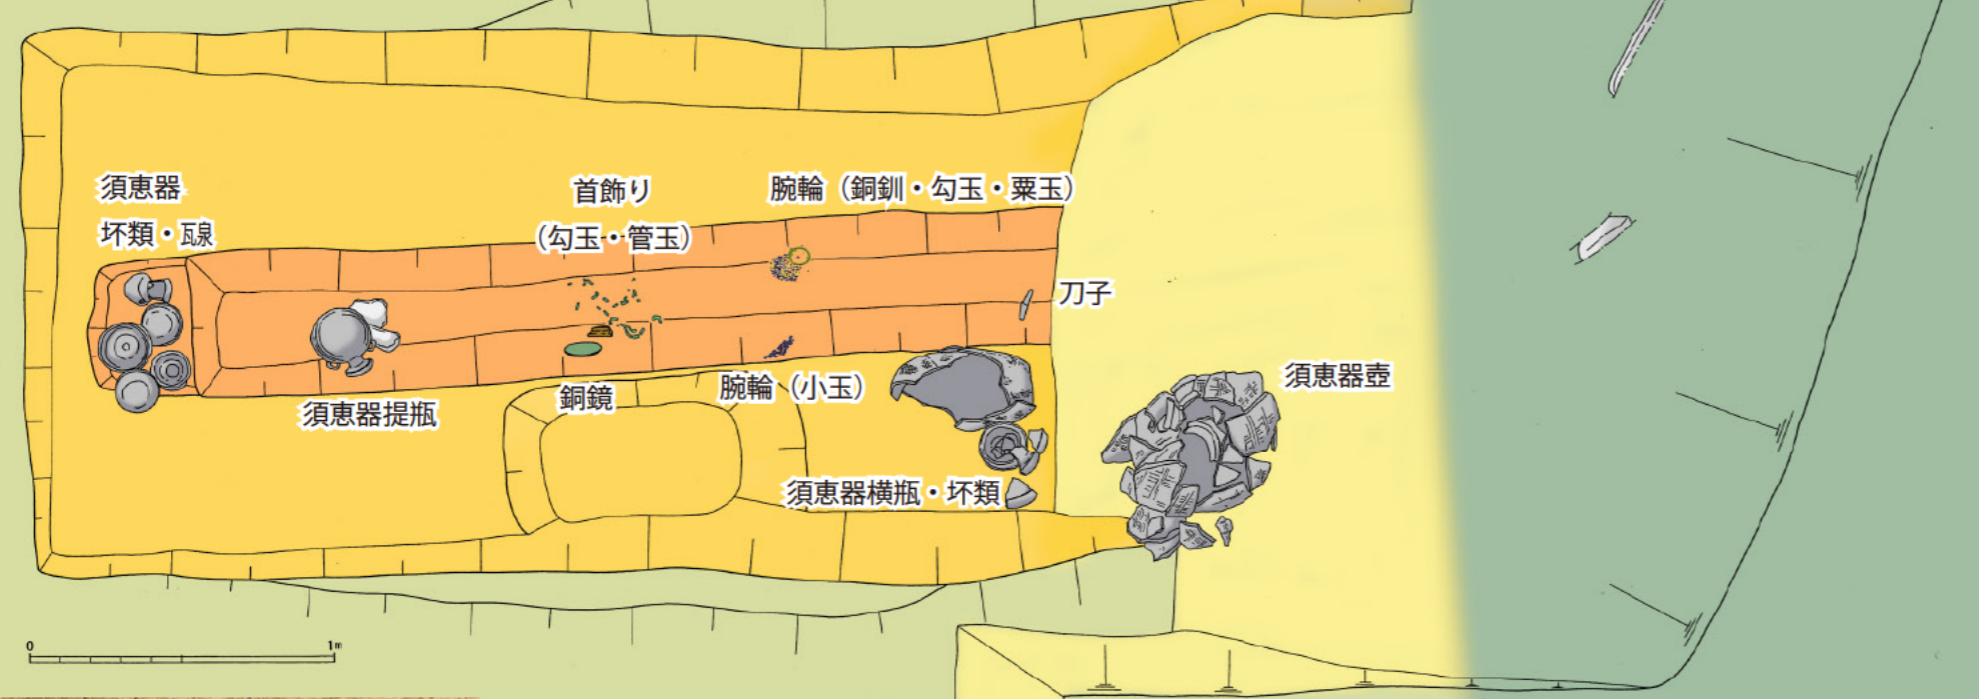 須恵器
坏類・𤭯
首飾り
（勾玉・管玉）
腕輪（銅釧・勾玉・粟玉）
刀子
須恵器提瓶
銅鏡
腕輪（小玉）
須恵器横瓶・坏類
須恵器壺
0 1m